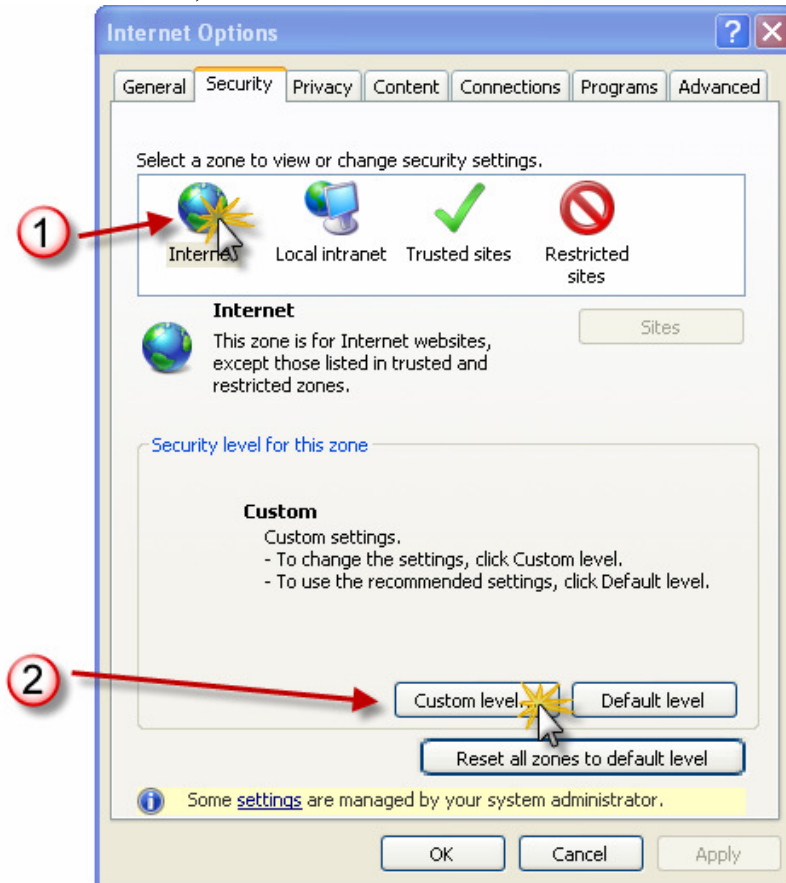 Internet Options
General Security Privacy Content Connections Programs Advanced
Select a zone to view or change security settings.
1
Internet Local intranet Trusted sites Restricted
sites
Internet
Sites
This zone is for Internet websites,
except those listed in trusted and
restricted zones.
Security level for this zone
Custom
Custom settings.
- To change the settings, click Custom level.
- To use the recommended settings, click Default level.
2
Custom level... Default level
Reset all zones to default level
Some settings are managed by your system administrator.
OK Cancel Apply